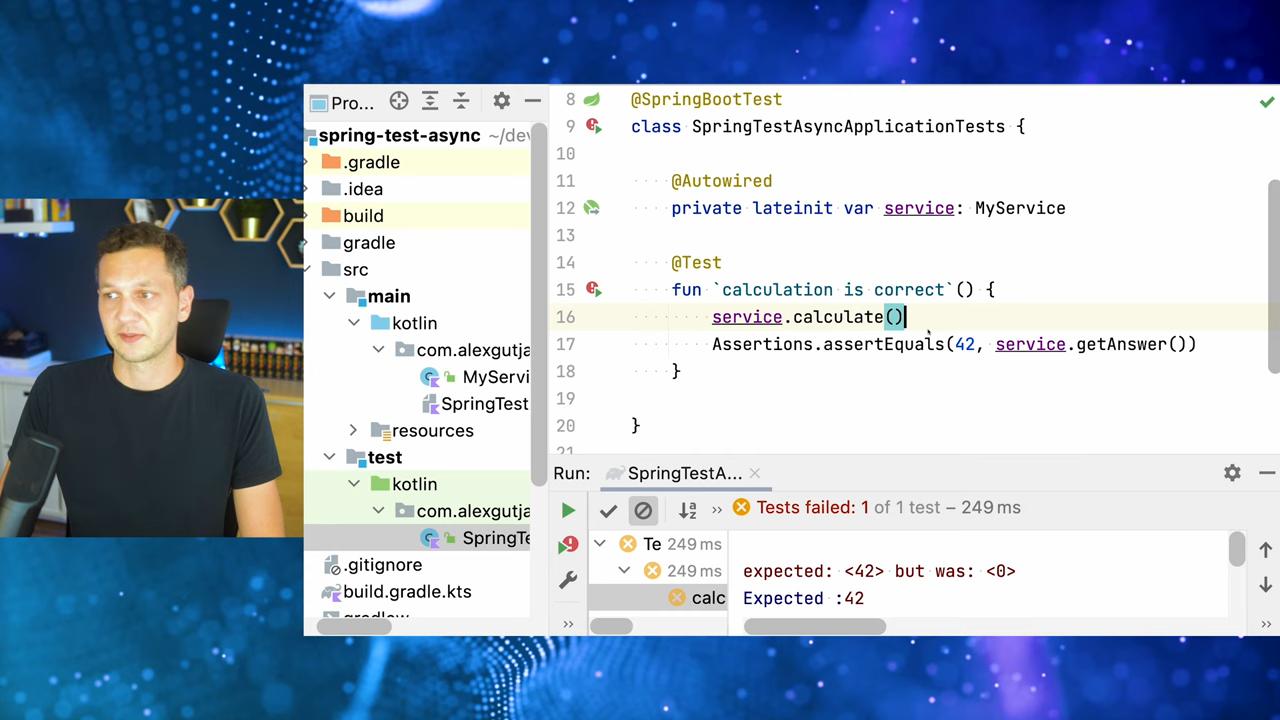 Pro...
spring-test-async ~/dev
.gradle
.idea
build
gradle
src
main
kotlin
com.alexgutja
MyServi
SpringTest
resources
test
kotlin
com.alexgutja
SpringTe
.gitignore
build.gradle.kts
gradlew
8 @SpringBootTest
9 class SpringTestAsyncApplicationTests {
10
11 @Autowired
12 private lateinit var service: MyService
13
14 @Test
15 fun `calculation is correct`() {
16 service.calculate()
17 Assertions.assertEquals(42, service.getAnswer())
18 }
19
20 }
21
Run: SpringTestA...
Tests failed: 1 of 1 test – 249 ms
Te 249 ms
249 ms
calc
expected: <42> but was: <0>
Expected :42